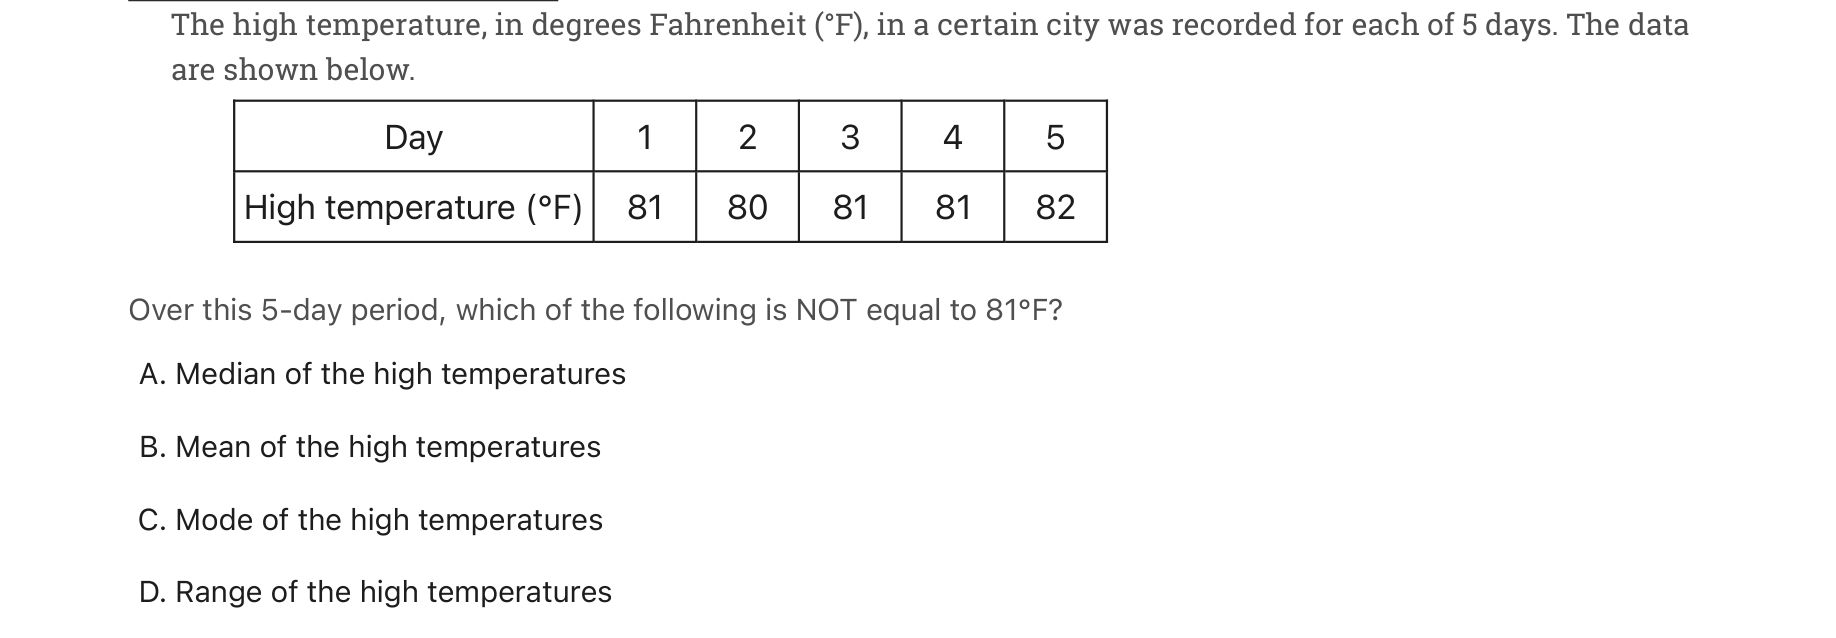 The high temperature, in degrees Fahrenheit (°F), in a certain city was recorded for each of 5 days. The data
are shown below.
Day 1 2 3 4 5
High temperature (°F) 81 80 81 81 82
Over this 5-day period, which of the following is NOT equal to 81°F?
A. Median of the high temperatures
B. Mean of the high temperatures
C. Mode of the high temperatures
D. Range of the high temperatures